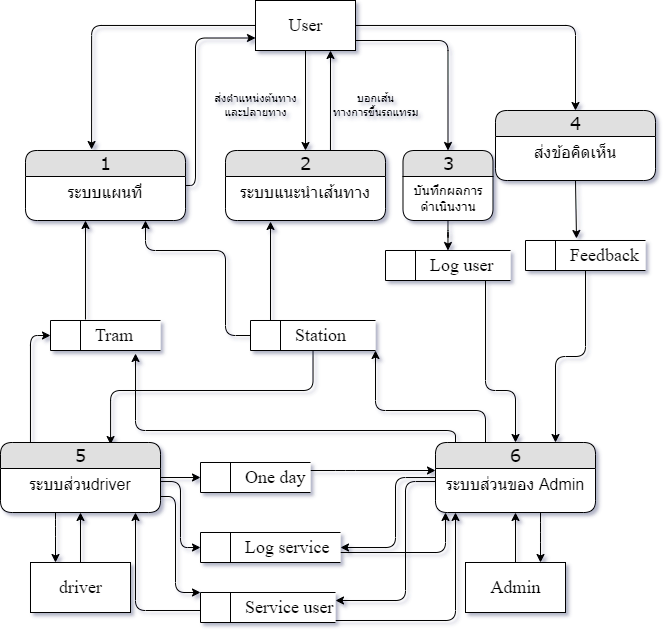 User
ส่งตำแหน่งต้นทาง
และปลายทาง
บอกเส้น
ทางการขึ้นรถแทรม
1
ระบบแผนที่
2
ระบบแนะนำเส้นทาง
3
บันทึกผลการ
ดำเนินงาน
4
ส่งข้อคิดเห็น
Log user
Feedback
Tram
Station
5
ระบบส่วนdriver
6
ระบบส่วนของ Admin
One day
Log service
Service user
driver
Admin